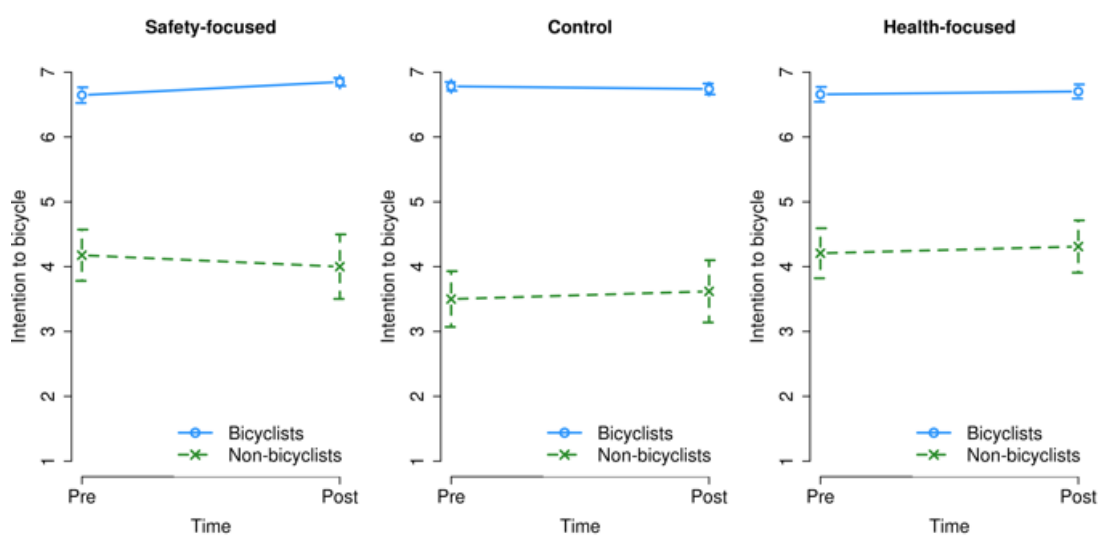 Safety-focused
Intention to bicycle
7
6
5
4
3
2
1
Bicyclists
Non-bicyclists
Pre
Post
Time
Control
Intention to bicycle
7
6
5
4
3
2
1
Bicyclists
Non-bicyclists
Pre
Post
Time
Health-focused
Intention to bicycle
7
6
5
4
3
2
1
Bicyclists
Non-bicyclists
Pre
Post
Time